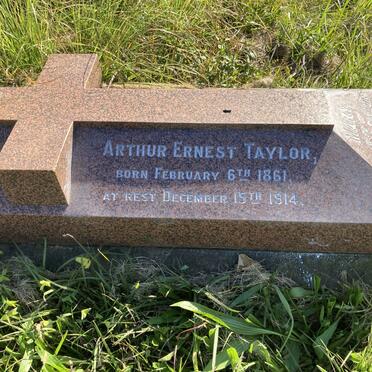 ARTHUR ERNEST TAYLOR,
BORN FEBRUARY 6TH 1861.
AT REST DECEMBER 15TH 1914.